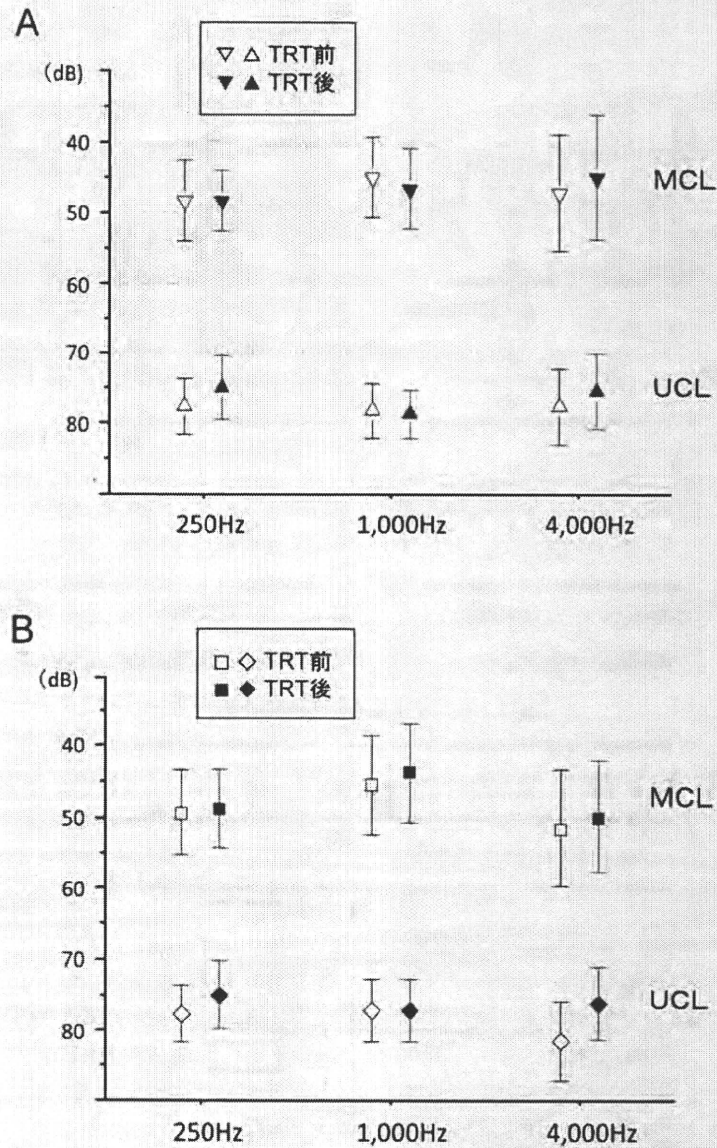 A
▽ △ TRT前
▼ ▲ TRT後
(dB)
40
50
60
70
80
MCL
UCL
250Hz
1,000Hz
4,000Hz
B
□ ◇ TRT前
■ ◆ TRT後
(dB)
40
50
60
70
80
MCL
UCL
250Hz
1,000Hz
4,000Hz